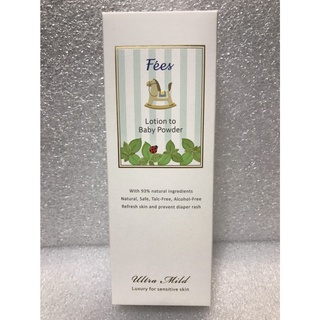 Fées
Lotion to
Baby Powder
With 93% natural ingredients
Natural, Safe, Talc-Free, Alcohol-Free
Refresh skin and prevent diaper rash
Ultra Mild
Luxury for sensitive skin